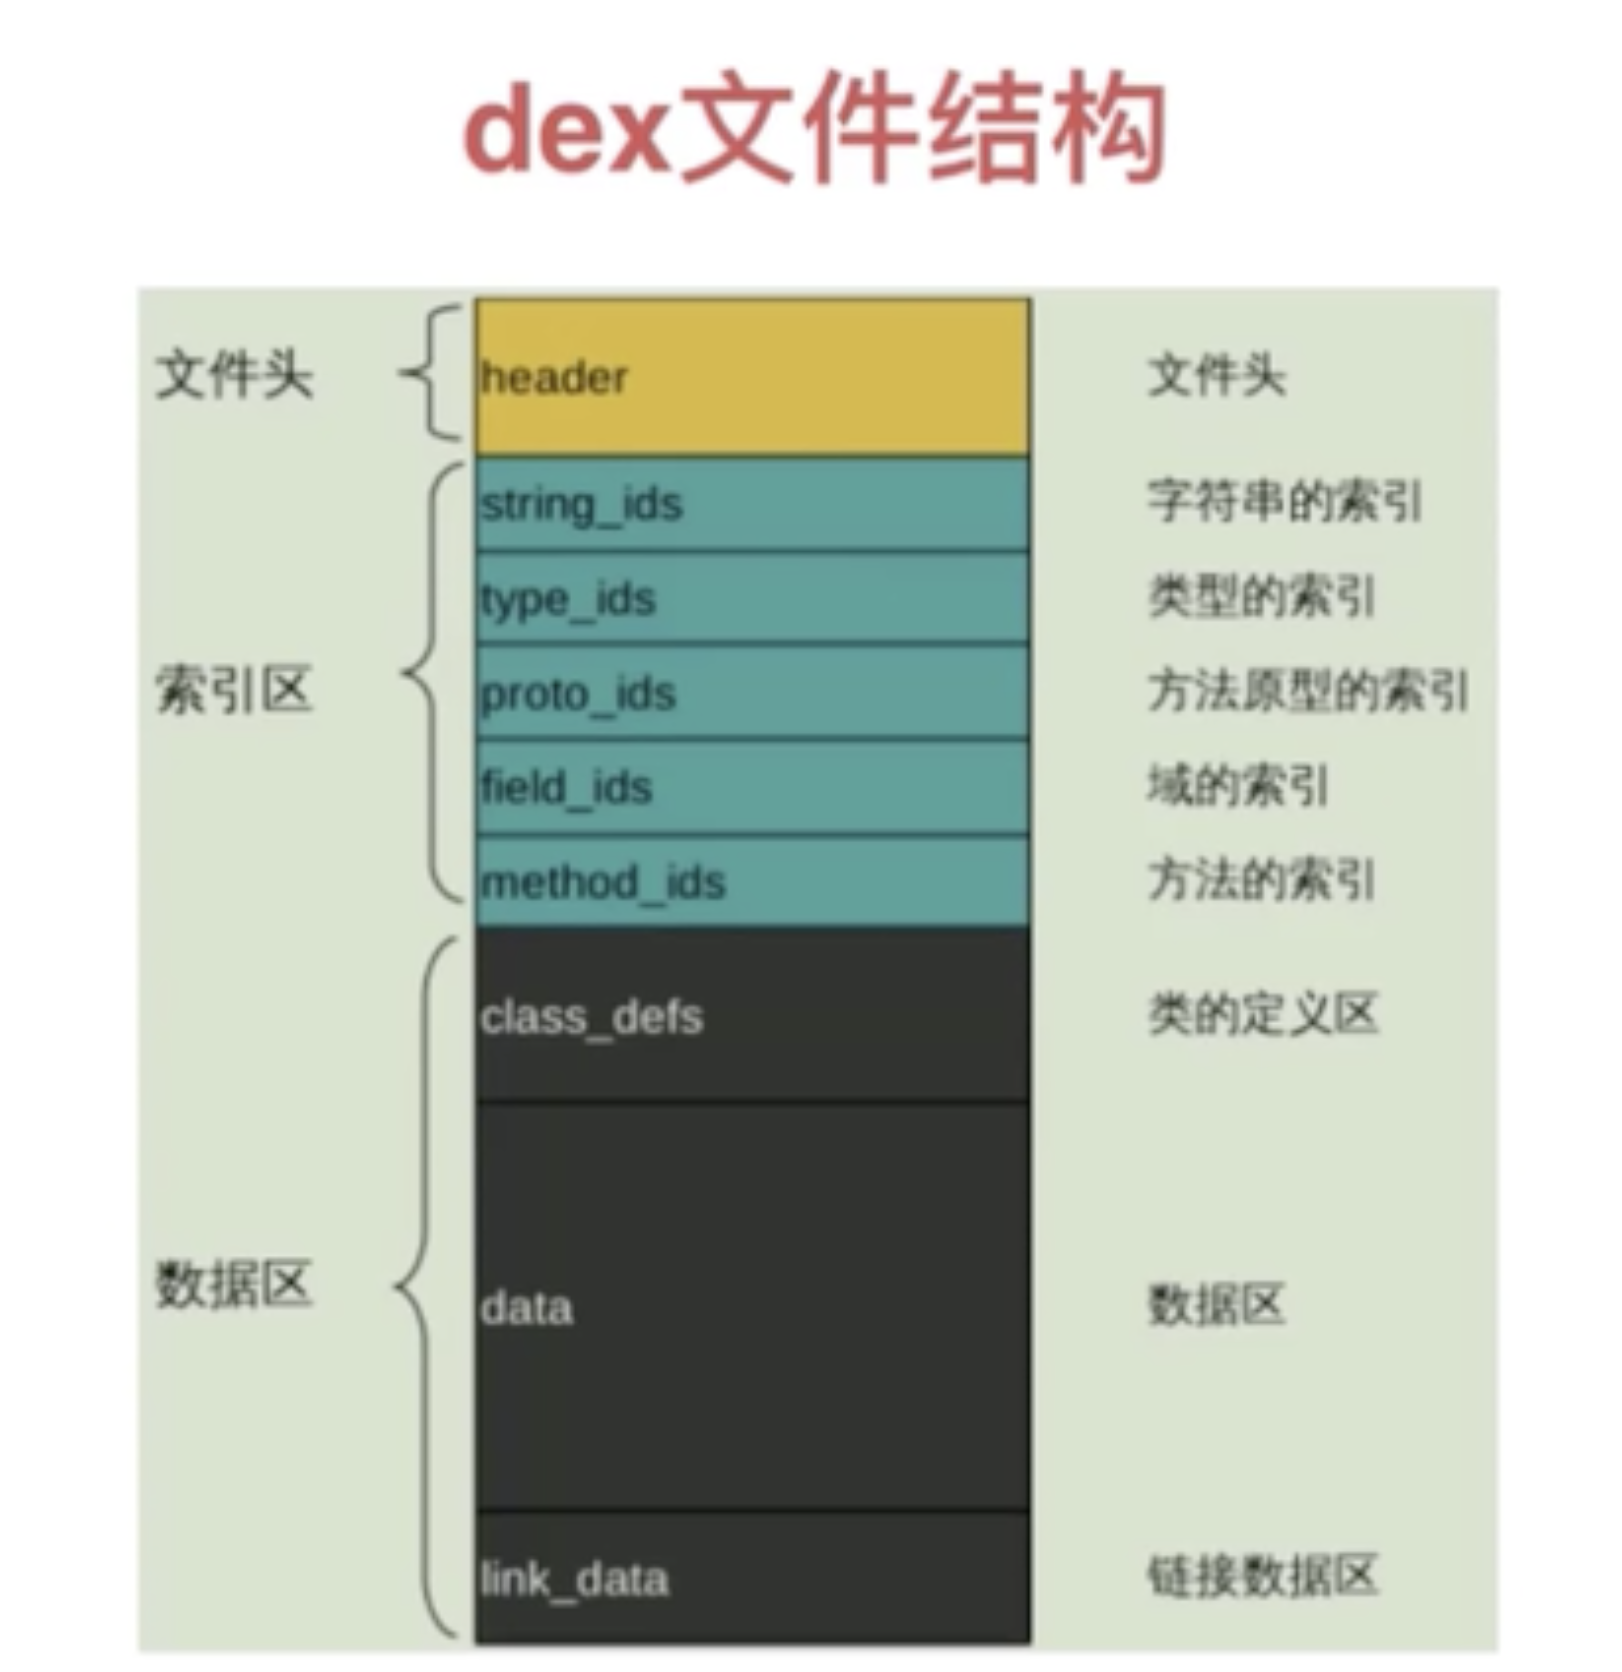 dex文件结构
文件头 header 文件头
string_ids 字符串的索引
type_ids 类型的索引
索引区 proto_ids 方法原型的索引
field_ids 域的索引
method_ids 方法的索引
class_defs 类的定义区
数据区 data 数据区
link_data 链接数据区